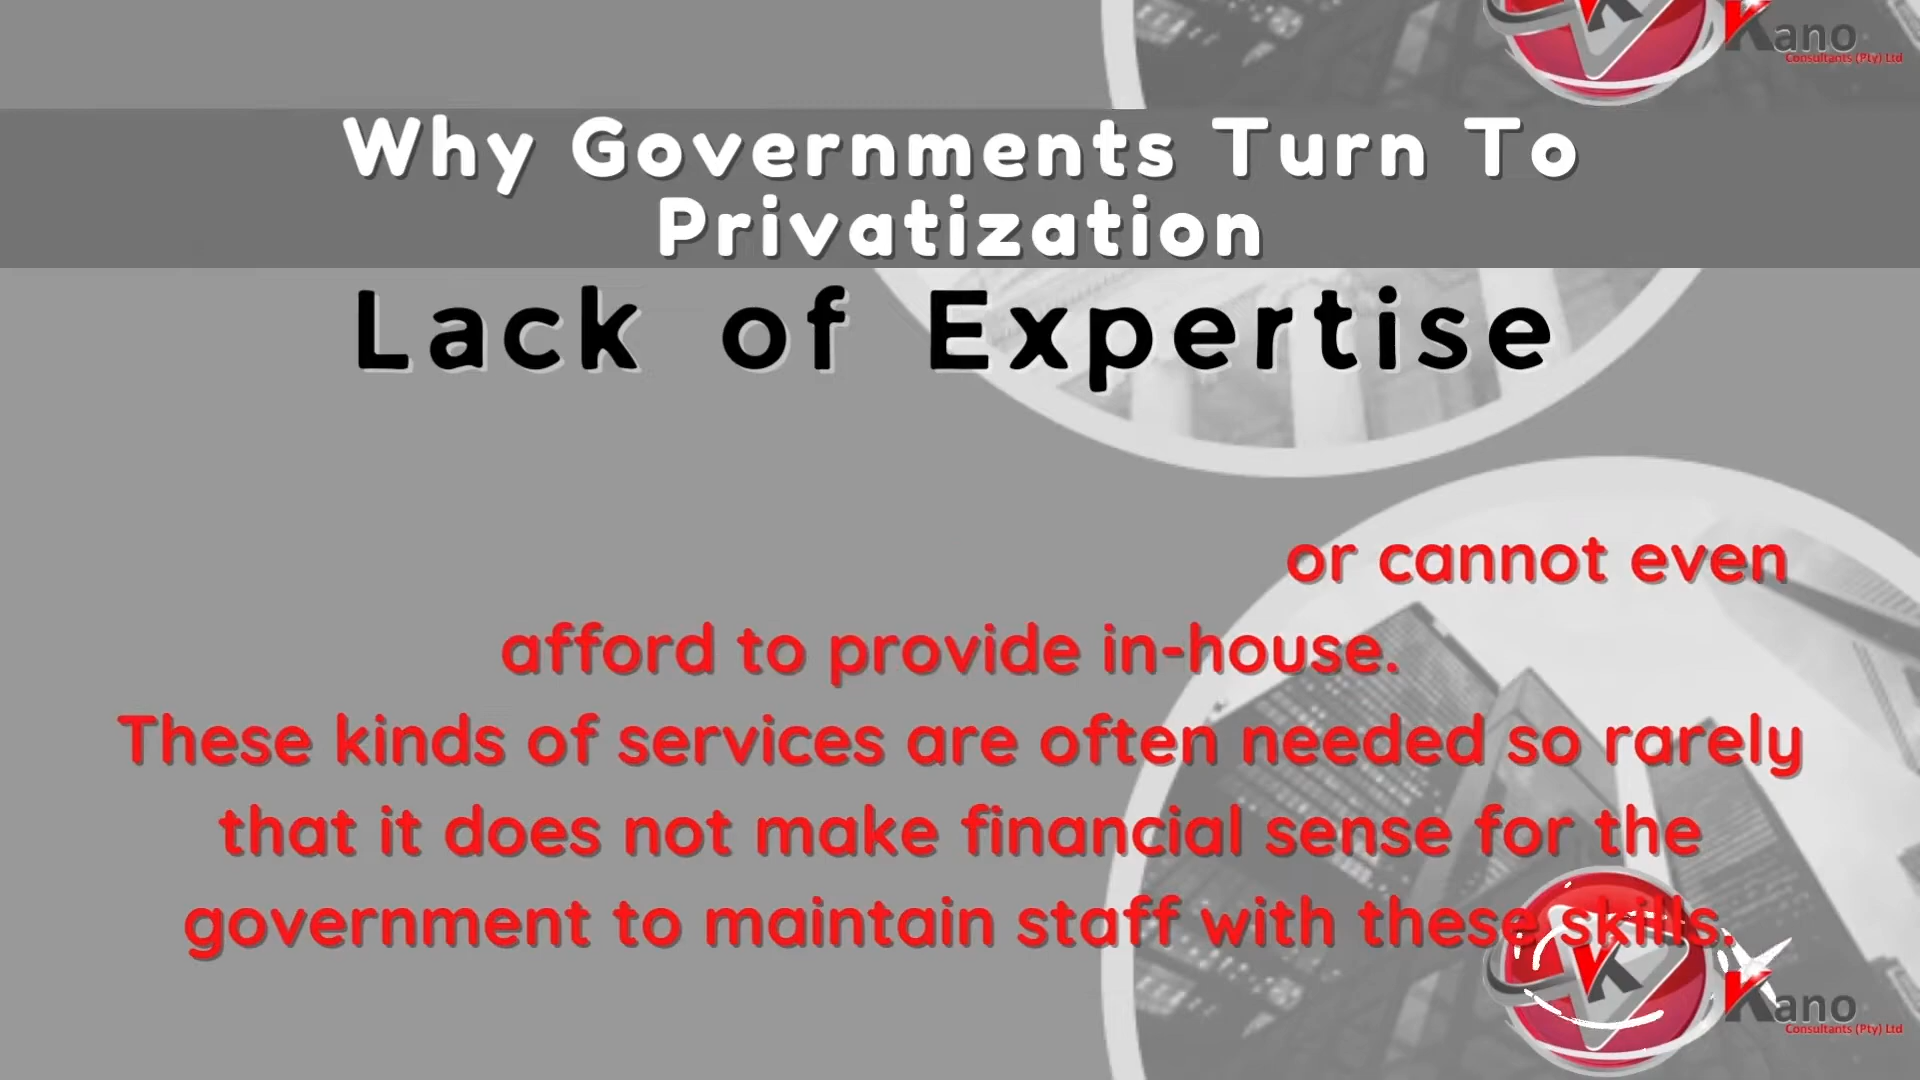 Kano
Consultants (Pty) Ltd
Why Governments Turn To
Privatization
Lack of Expertise
or cannot even
afford to provide in-house.
These kinds of services are often needed so rarely
that it does not make financial sense for the
government to maintain staff with these skills.
Kano
Consultants (Pty) Ltd